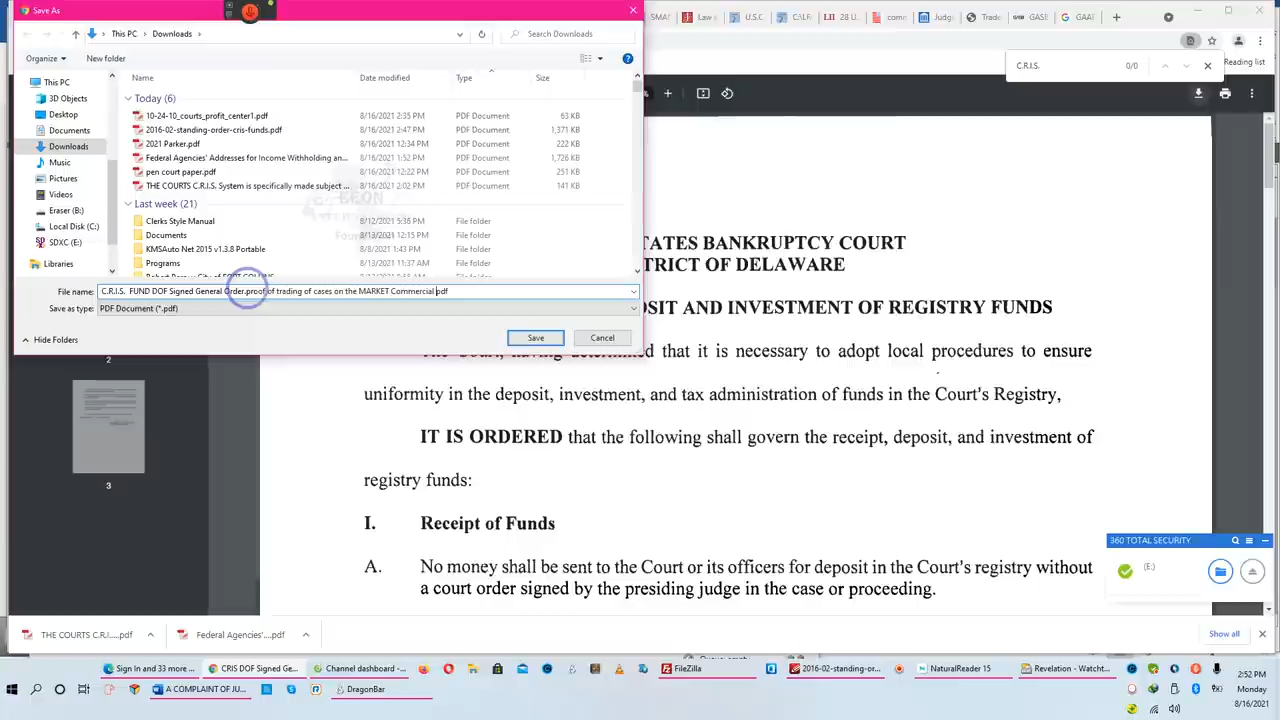 Save As
SMA
Law
U.S.
DELAW
28 U.
com
Judg
Trade
GASI
GAA
This PC > Downloads >
Search Downloads
Organize
New folder
C.R.I.S.
0/0
Reading list
This PC
3D Objects
Desktop
Documents
Downloads
Music
Pictures
Videos
Eraser (B:)
Local Disk (C:)
SDXC (E:)
Libraries
Name
Date modified
Type
Size
Today (6)
10-24-10_courts_profit_center1.pdf 8/16/2021 2:35 PM PDF Document 63 KB
2016-02-standing-order-cris-funds.pdf 8/16/2021 2:47 PM PDF Document 1,371 KB
2021 Parker.pdf 8/16/2021 12:34 PM PDF Document 222 KB
Federal Agencies' Addresses for Income Withholding an... 8/16/2021 1:52 PM PDF Document 1,726 KB
pen court paper.pdf 8/16/2021 12:22 PM PDF Document 251 KB
THE COURTS C.R.I.S. System is specifically made subject ... 8/16/2021 2:02 PM PDF Document 141 KB
Last week (21)
Clerks Style Manual 8/12/2021 5:38 PM File folder
Documents 8/13/2021 12:15 PM File folder
KMSAuto Net 2015 v1.3.8 Portable 8/8/2021 1:43 PM File folder
Programs 8/13/2021 11:37 AM File folder
File name: C.R.I.S. FUND DOF Signed General Order.proof of trading of cases on the MARKET Commercial pdf
Save as type: PDF Document (*.pdf)
Hide Folders
Save
Cancel
TATES BANKRUPTCY COURT
TRICT OF DELAWARE
SIT AND INVESTMENT OF REGISTRY FUNDS
The Court, having determined that it is necessary to adopt local procedures to ensure
uniformity in the deposit, investment, and tax administration of funds in the Court's Registry,
IT IS ORDERED that the following shall govern the receipt, deposit, and investment of
registry funds:
I. Receipt of Funds
A. No money shall be sent to the Court or its officers for deposit in the Court's registry without
a court order signed by the presiding judge in the case or proceeding.
2
3
360 TOTAL SECURITY
(E:)
THE COURTS C.R.I.....pdf
Federal Agencies'....pdf
Show all
Sign In and 33 more ...
CRIS DOF Signed Ge...
Channel dashboard -...
FileZilla
2016-02-standing-or...
NaturalReader 15
Revelation - Watcht...
A COMPLAINT OF JU...
DragonBar
2:52 PM
Monday
8/16/2021